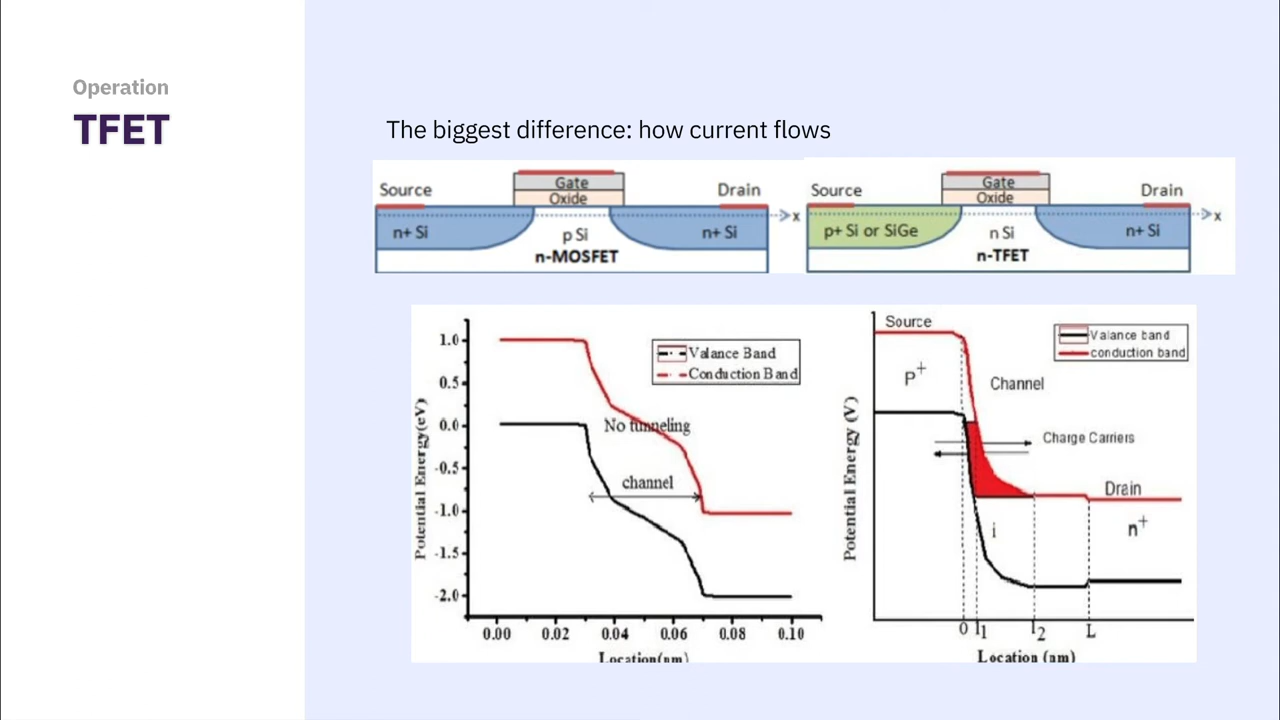 Operation
TFET
The biggest difference: how current flows
Source
Gate
Oxide
Drain
x
n+ Si
p Si
n+ Si
n-MOSFET
Source
Gate
Oxide
Drain
x
p+ Si or SiGe
n Si
n+ Si
n-TFET
1.0
0.5
0.0
-0.5
-1.0
-1.5
-2.0
Potential Energy(eV)
Valance Band
Conduction Band
No tunneling
channel
0.00 0.02 0.04 0.06 0.08 0.10
Location(nm)
Source
Valance band
conduction band
P+
Channel
Charge Carriers
Potential Energy (V)
Drain
i
n+
0 l1 l2 L
Location (nm)